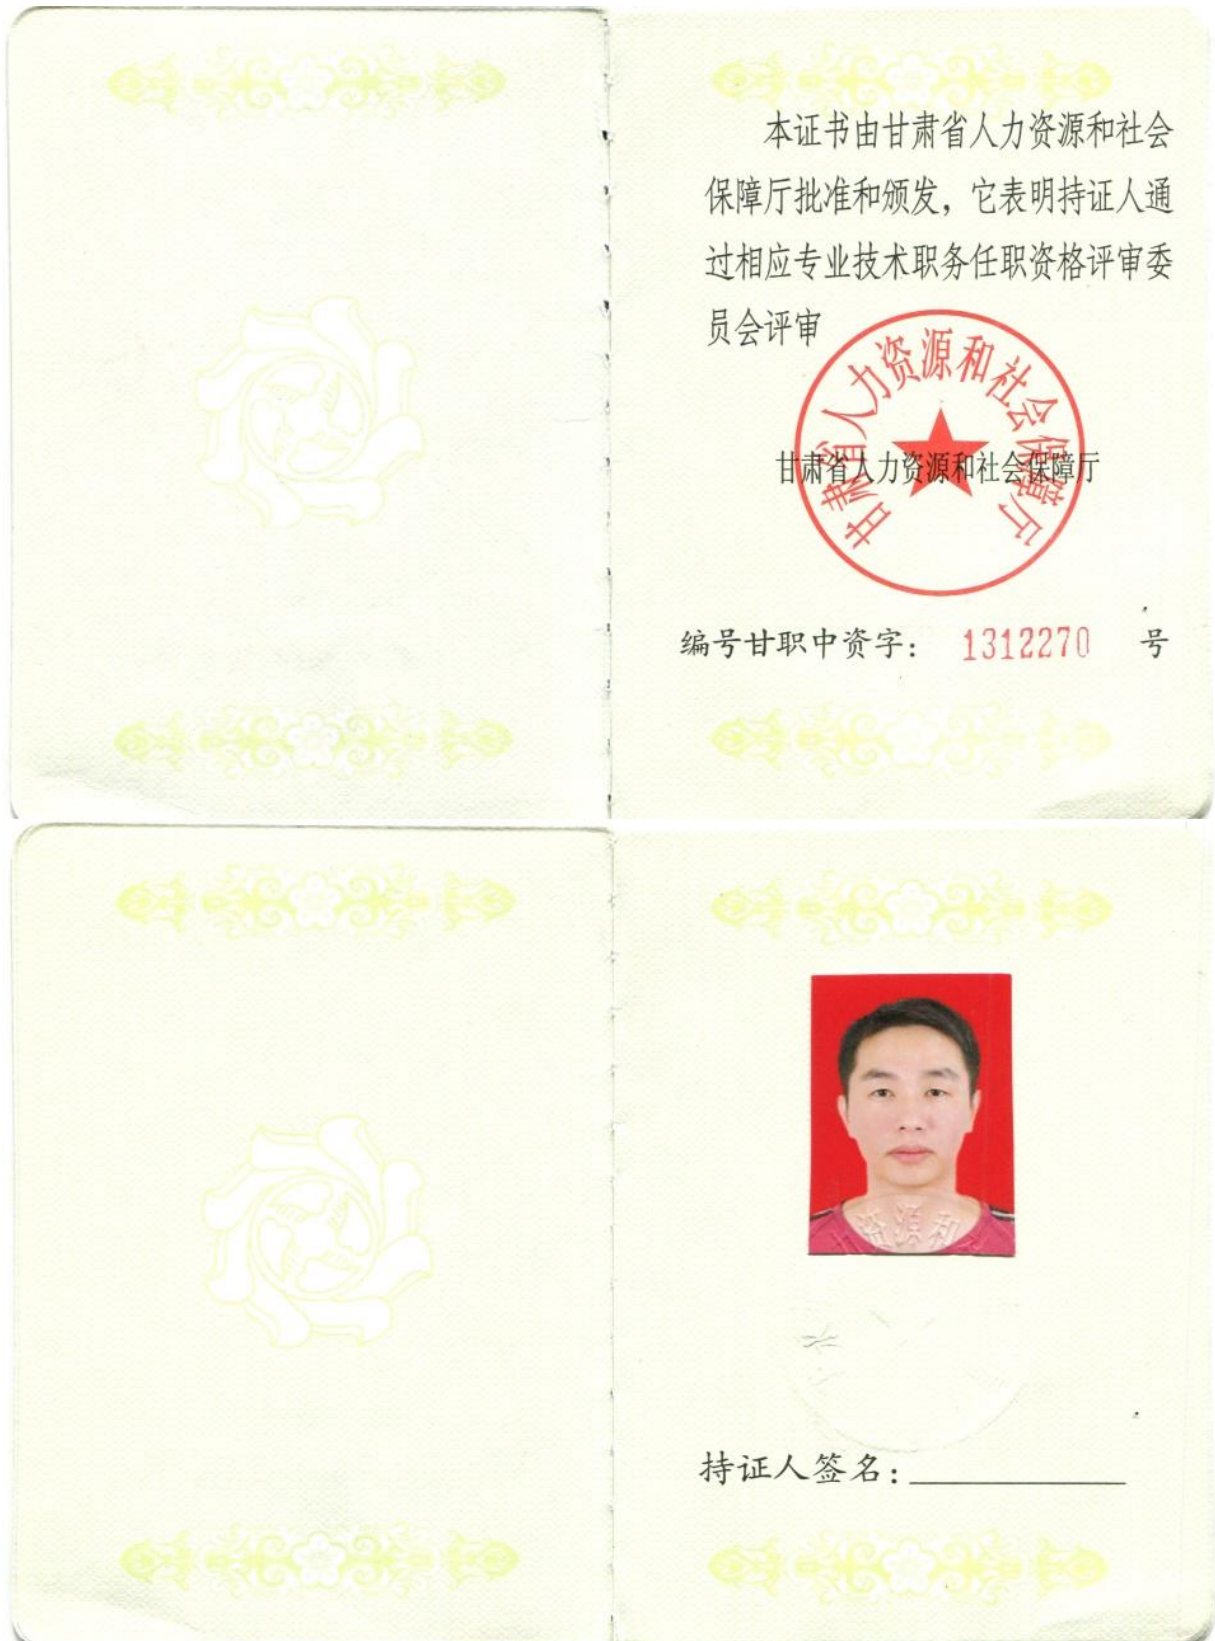 本证书由甘肃省人力资源和社会
保障厅批准和颁发，它表明持证人通
过相应专业技术职务任职资格评审委
员会评审
甘肃省人力资源和社会保障厅
甘肃省人力资源和社会保障厅
编号甘职中资字： 1312270 号
资源和
持证人签名：